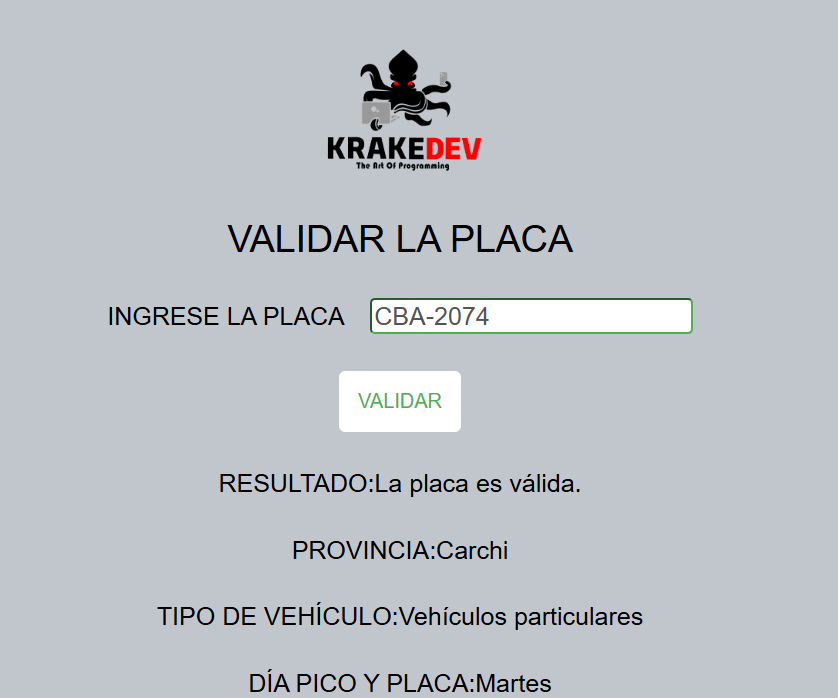 KRAKEDEV
The Art Of Programming
VALIDAR LA PLACA
INGRESE LA PLACA CBA-2074
VALIDAR
RESULTADO:La placa es válida.
PROVINCIA:Carchi
TIPO DE VEHÍCULO:Vehículos particulares
DÍA PICO Y PLACA:Martes